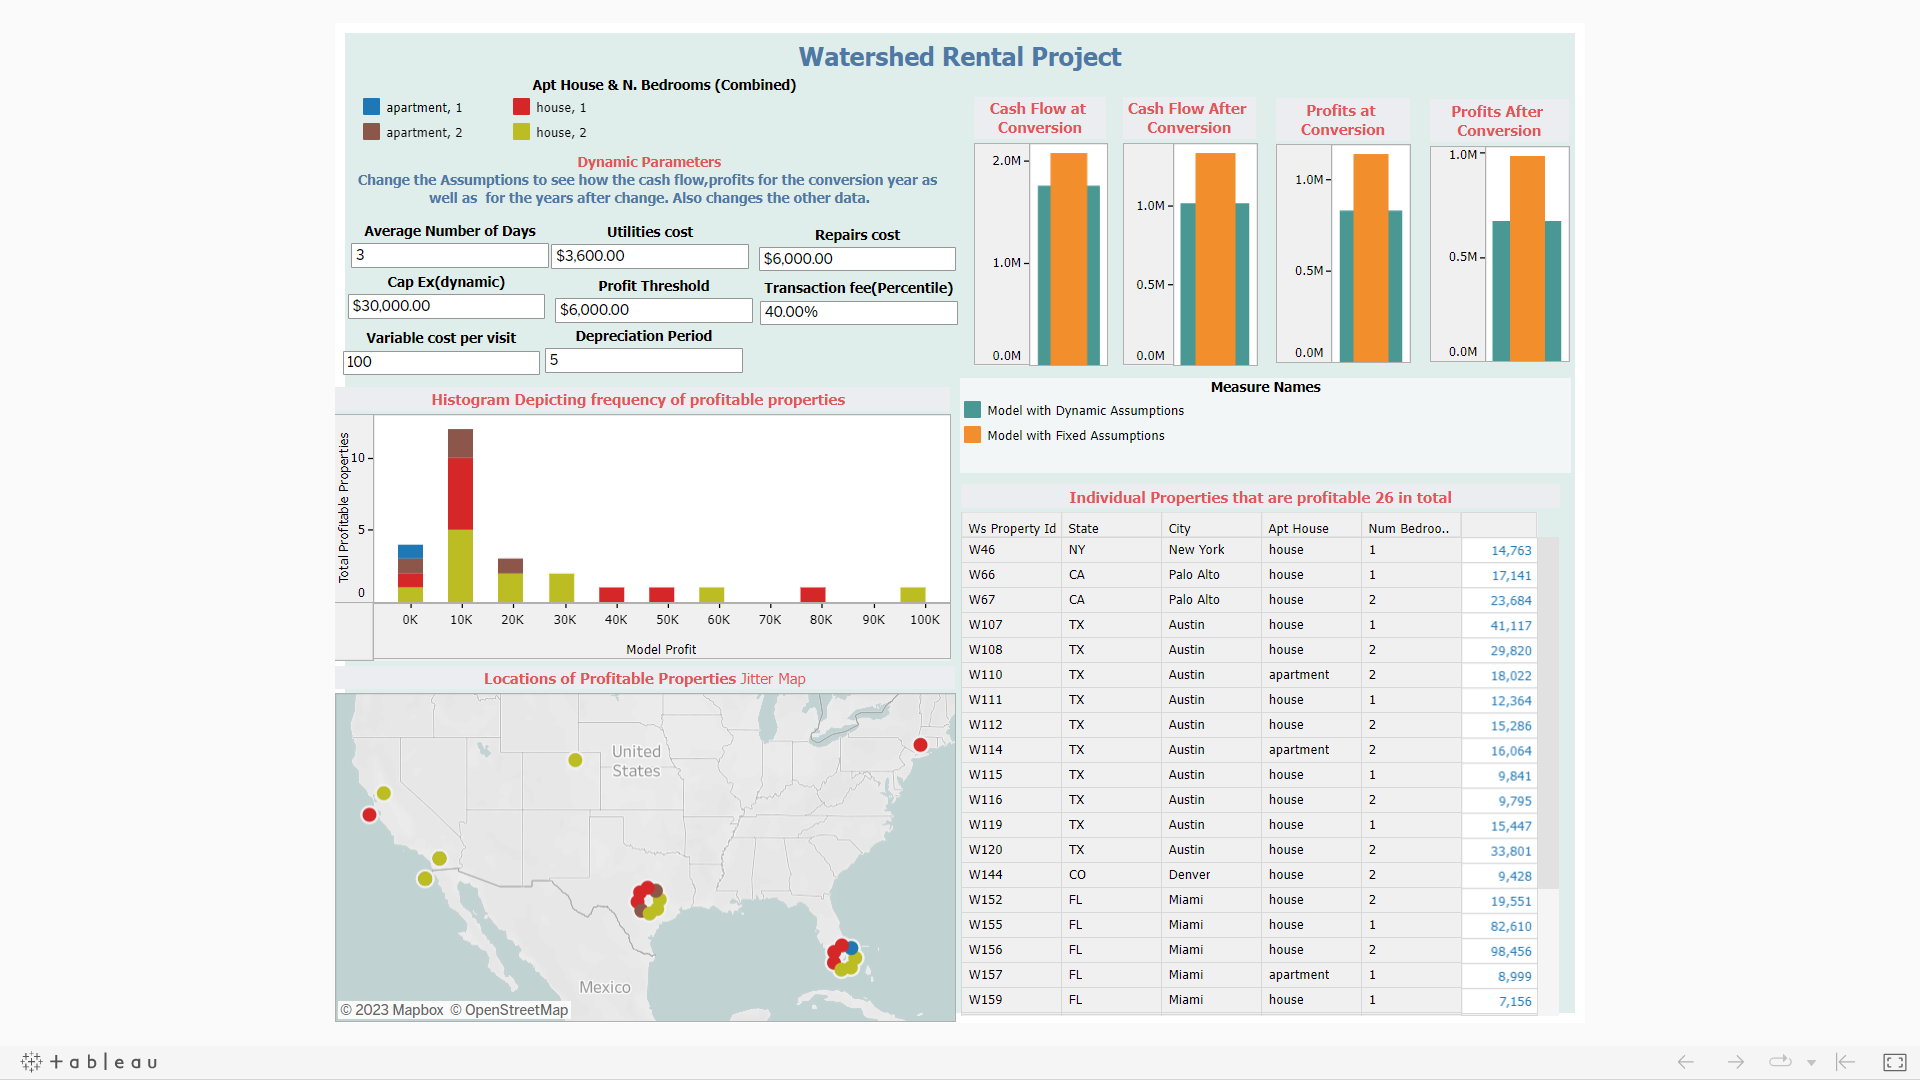 Watershed Rental Project
Apt House & N. Bedrooms (Combined)
apartment, 1
house, 1
apartment, 2
house, 2
Dynamic Parameters
Change the Assumptions to see how the cash flow,profits for the conversion year as
well as for the years after change. Also changes the other data.
Average Number of Days
3
Utilities cost
$3,600.00
Repairs cost
$6,000.00
Cap Ex(dynamic)
$30,000.00
Profit Threshold
$6,000.00
Transaction fee(Percentile)
40.00%
Variable cost per visit
100
Depreciation Period
5
Cash Flow at
Conversion
2.0M
1.0M
0.0M
Cash Flow After
Conversion
1.0M
0.5M
0.0M
Profits at
Conversion
1.0M
0.5M
0.0M
Profits After
Conversion
1.0M
0.5M
0.0M
Measure Names
Model with Dynamic Assumptions
Model with Fixed Assumptions
Histogram Depicting frequency of profitable properties
Total Profitable Properties
10
5
0
0K 10K 20K 30K 40K 50K 60K 70K 80K 90K 100K
Model Profit
Locations of Profitable Properties Jitter Map
United
States
Mexico
© 2023 Mapbox © OpenStreetMap
Individual Properties that are profitable 26 in total
Ws Property Id State City Apt House Num Bedroo..
W46 NY New York house 1 14,763
W66 CA Palo Alto house 1 17,141
W67 CA Palo Alto house 2 23,684
W107 TX Austin house 1 41,117
W108 TX Austin house 2 29,820
W110 TX Austin apartment 2 18,022
W111 TX Austin house 1 12,364
W112 TX Austin house 2 15,286
W114 TX Austin apartment 2 16,064
W115 TX Austin house 1 9,841
W116 TX Austin house 2 9,795
W119 TX Austin house 1 15,447
W120 TX Austin house 2 33,801
W144 CO Denver house 2 9,428
W152 FL Miami house 2 19,551
W155 FL Miami house 1 82,610
W156 FL Miami house 2 98,456
W157 FL Miami apartment 1 8,999
W159 FL Miami house 1 7,156
+ a b l e a u